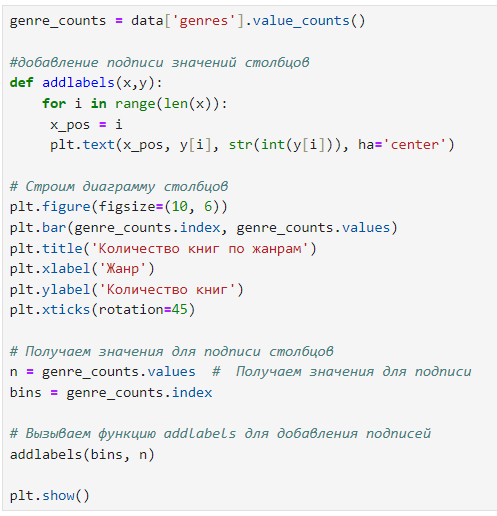 genre_counts = data['genres'].value_counts()
#добавление подписи значений столбцов
def addlabels(x,y):
    for i in range(len(x)):
     x_pos = i
     plt.text(x_pos, y[i], str(int(y[i])), ha='center')
# Строим диаграмму столбцов
plt.figure(figsize=(10, 6))
plt.bar(genre_counts.index, genre_counts.values)
plt.title('Количество книг по жанрам')
plt.xlabel('Жанр')
plt.ylabel('Количество книг')
plt.xticks(rotation=45)
# Получаем значения для подписи столбцов
n = genre_counts.values  #  Получаем значения для подписи
bins = genre_counts.index
# Вызываем функцию addlabels для добавления подписей
addlabels(bins, n)
plt.show()